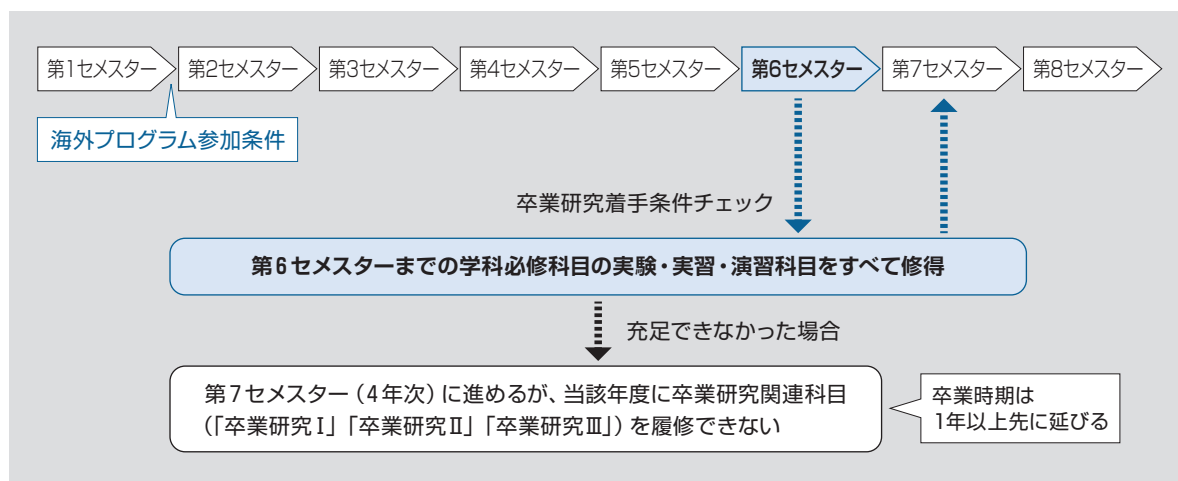 第1セメスター
第2セメスター
第3セメスター
第4セメスター
第5セメスター
第6セメスター
第7セメスター
第8セメスター
海外プログラム参加条件
卒業研究着手条件チェック
第6セメスターまでの学科必修科目の実験・実習・演習科目をすべて修得
充足できなかった場合
第7セメスター（4年次）に進めるが、当該年度に卒業研究関連科目
（「卒業研究Ⅰ」「卒業研究Ⅱ」「卒業研究Ⅲ」）を履修できない
卒業時期は
1年以上先に延びる